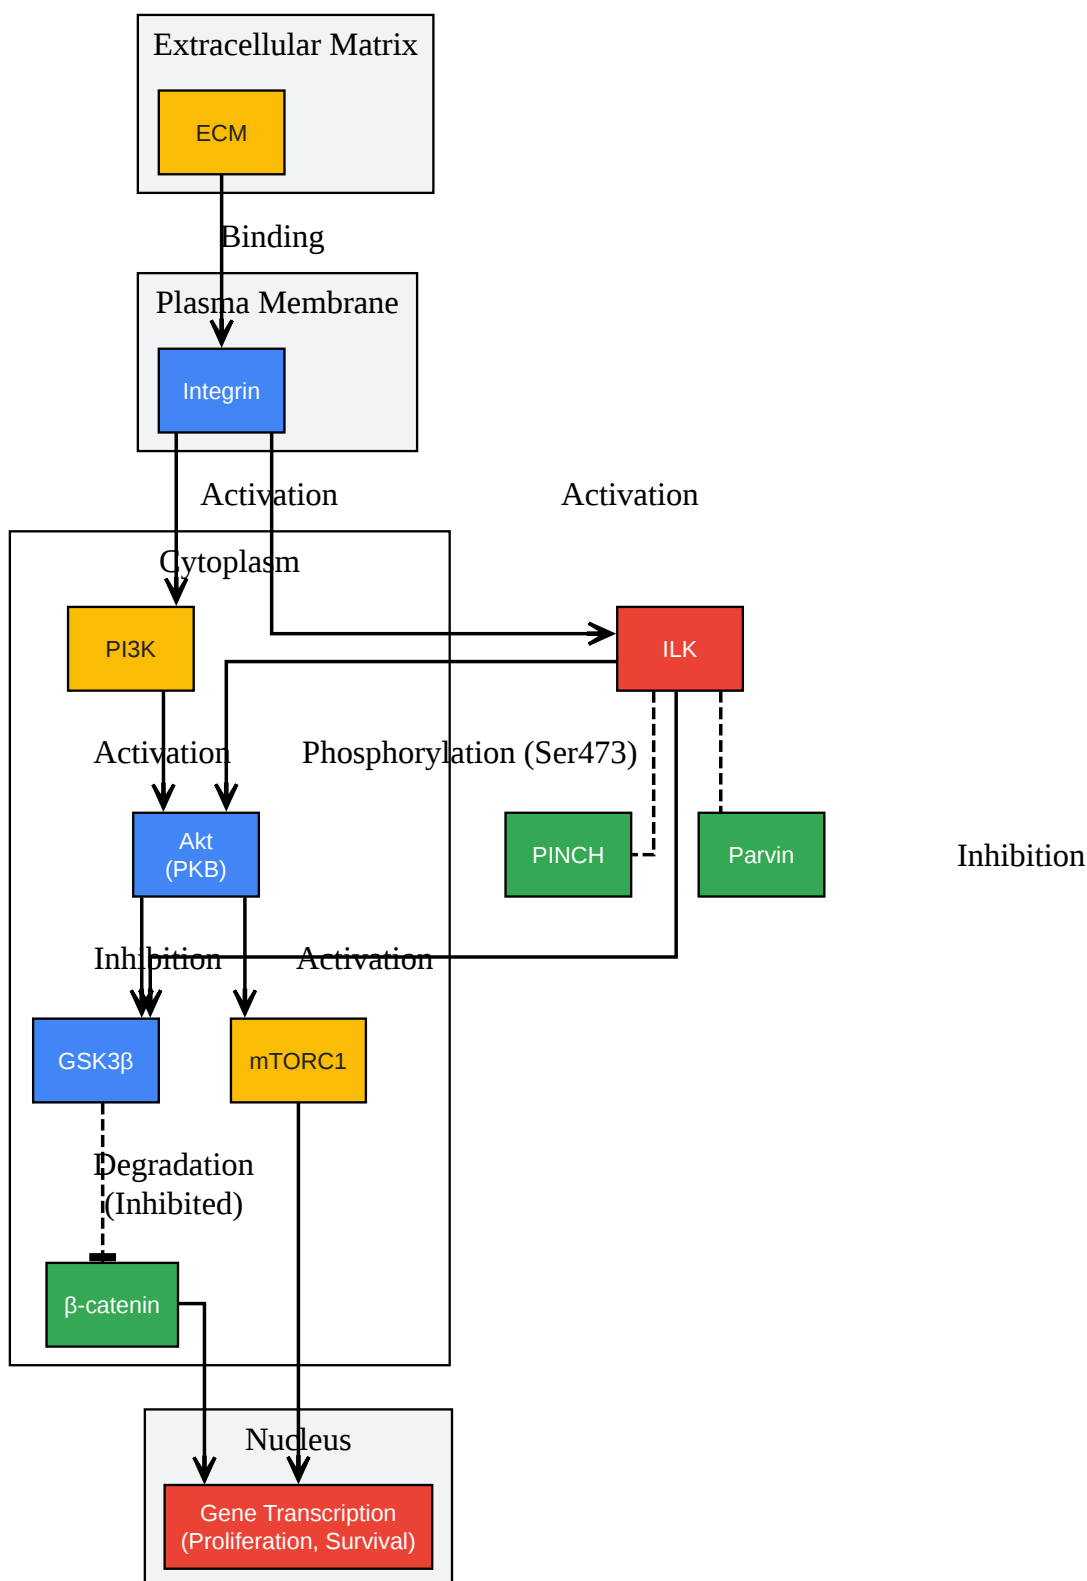 Extracellular Matrix
ECM
Binding
Plasma Membrane
Integrin
Activation
Activation
Cytoplasm
PI3K
ILK
Activation
Phosphorylation (Ser473)
Akt
(PKB)
PINCH
Parvin
Inhibition
Inhibition
Activation
GSK3β
mTORC1
Degradation
(Inhibited)
β-catenin
Nucleus
Gene Transcription
(Proliferation, Survival)